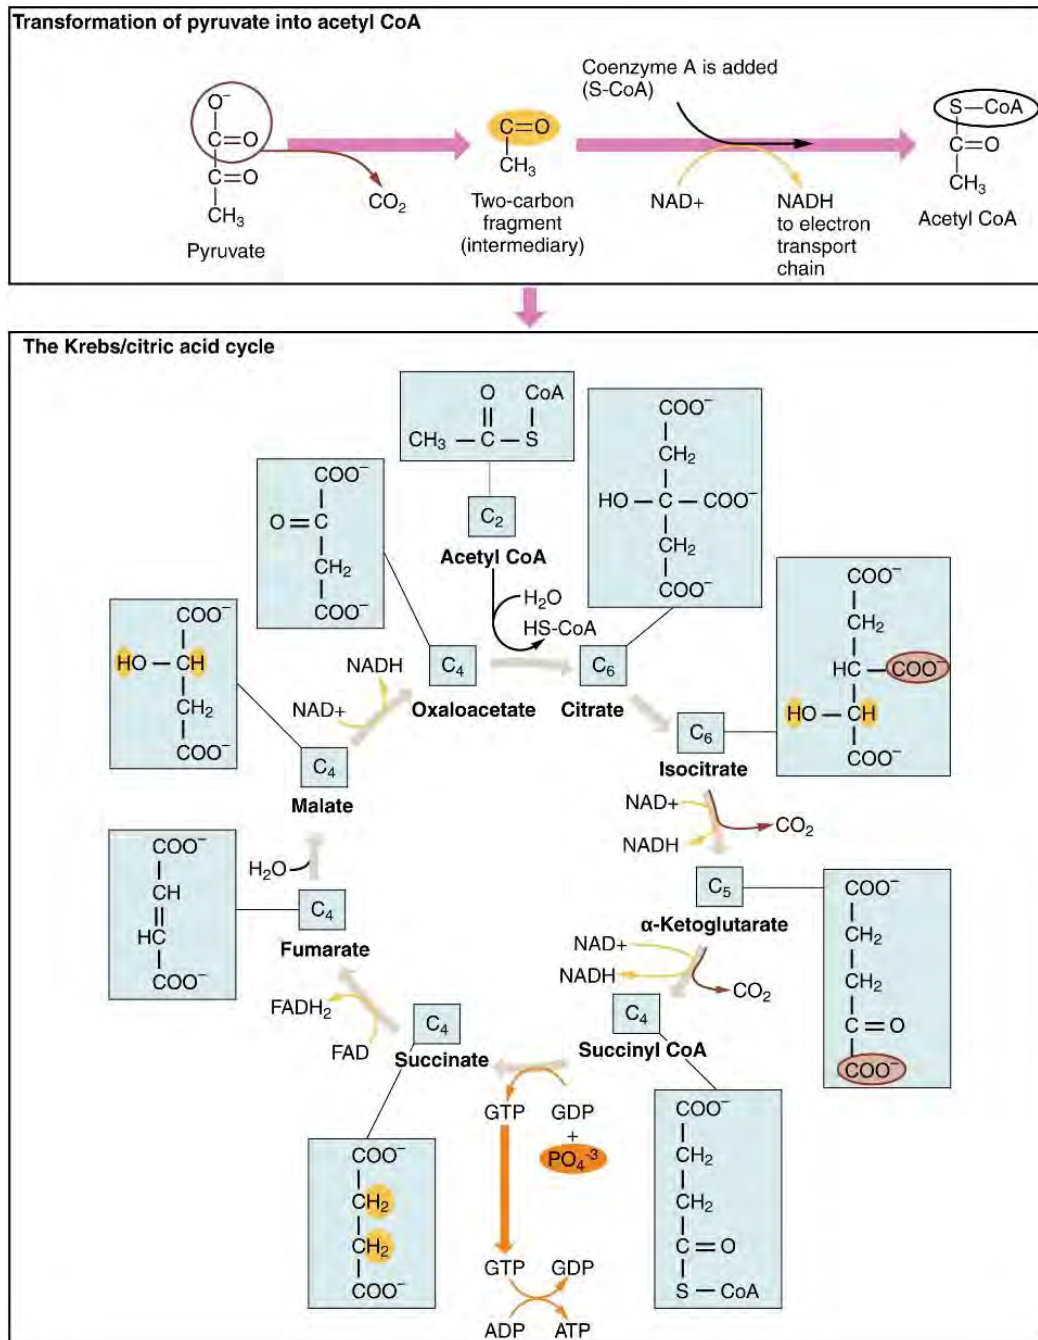 Transformation of pyruvate into acetyl CoA
O⁻
C=O
C=O
CH₃
Pyruvate
CO₂
C=O
CH₃
Two-carbon
fragment
(intermediary)
Coenzyme A is added
(S-CoA)
NAD+
NADH
to electron
transport
chain
S—CoA
C=O
CH₃
Acetyl CoA
The Krebs/citric acid cycle
O CoA
CH₃—C—S
C₂
Acetyl CoA
H₂O
HS-CoA
COO⁻
O=C
CH₂
COO⁻
C₄
Oxaloacetate
COO⁻
CH₂
HO—C—COO⁻
CH₂
COO⁻
C₆
Citrate
COO⁻
CH₂
HC—COO⁻
HO—CH
COO⁻
C₆
Isocitrate
NAD+
NADH
CO₂
C₅
α-Ketoglutarate
COO⁻
CH₂
CH₂
C=O
COO⁻
NAD+
NADH
CO₂
C₄
Succinyl CoA
COO⁻
CH₂
CH₂
C=O
S—CoA
GTP GDP
+
PO₄⁻³
GTP GDP
ADP ATP
C₄
Succinate
COO⁻
CH₂
CH₂
COO⁻
FADH₂
FAD
C₄
Fumarate
COO⁻
CH
HC
COO⁻
H₂O
C₄
Malate
COO⁻
HO—CH
CH₂
COO⁻
NAD+
NADH